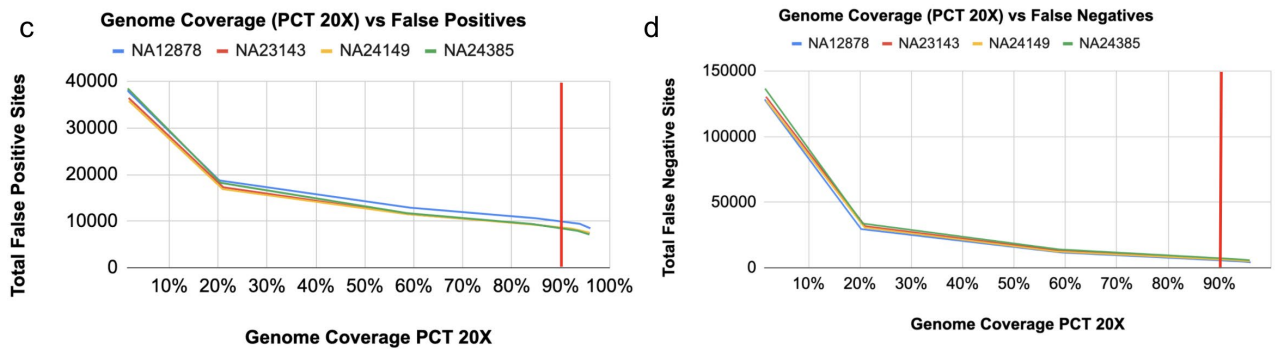 c
Genome Coverage (PCT 20X) vs False Positives
NA12878 NA23143 NA24149 NA24385
Total False Positive Sites
40000
30000
20000
10000
0
10% 20% 30% 40% 50% 60% 70% 80% 90% 100%
Genome Coverage PCT 20X
d
Genome Coverage (PCT 20X) vs False Negatives
NA12878 NA23143 NA24149 NA24385
Total False Negative Sites
150000
100000
50000
0
10% 20% 30% 40% 50% 60% 70% 80% 90%
Genome Coverage PCT 20X